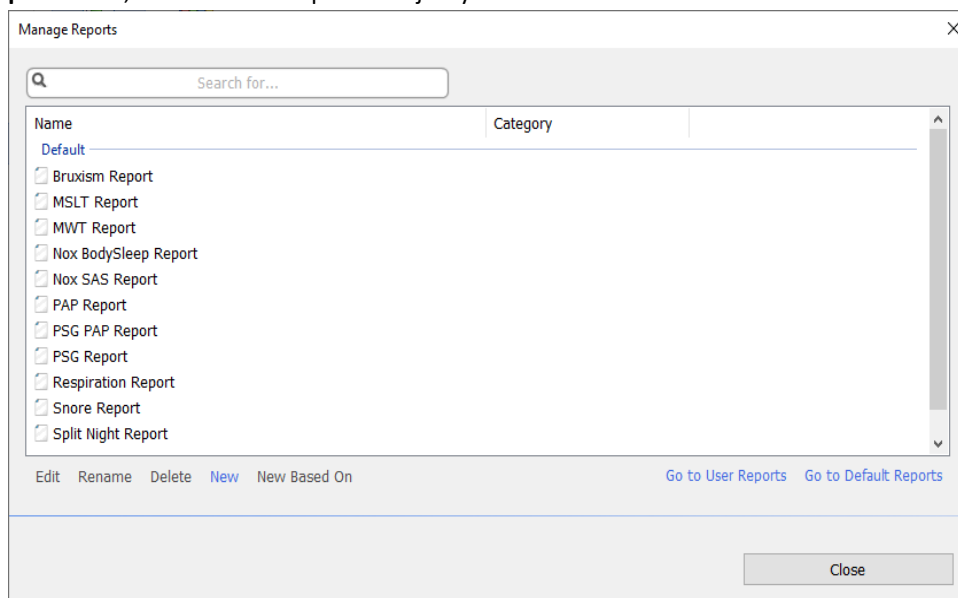 Manage Reports
Search for...
Name Category
Default
Bruxism Report
MSLT Report
MWT Report
Nox BodySleep Report
Nox SAS Report
PAP Report
PSG PAP Report
PSG Report
Respiration Report
Snore Report
Split Night Report
Edit Rename Delete New New Based On Go to User Reports Go to Default Reports
Close